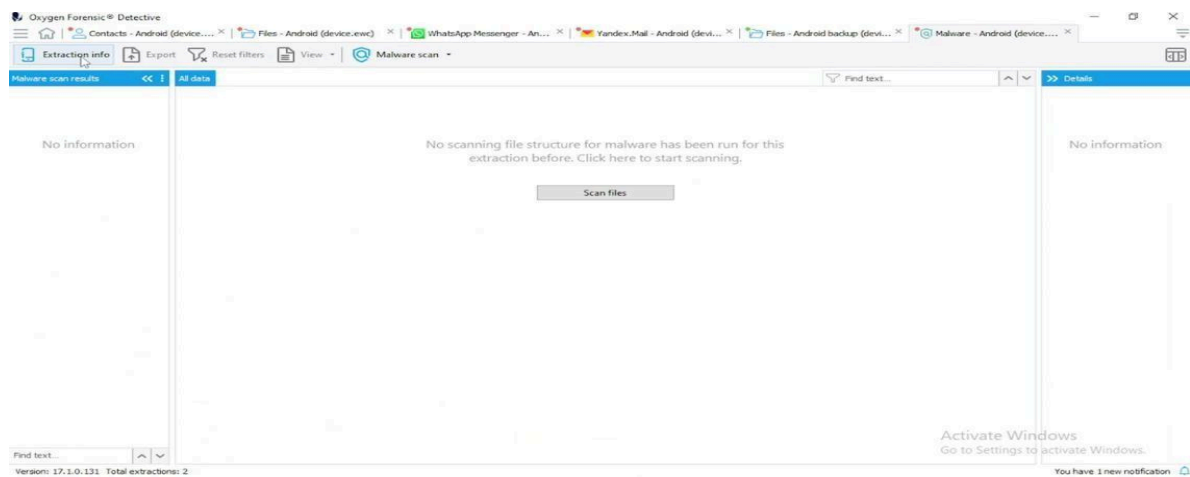 Oxygen Forensic® Detective
Contacts - Android (device.... × Files - Android (device.ewc) × WhatsApp Messenger - An... × Yandex.Mail - Android (devi... × Files - Android backup (devi... × Malware - Android (device.... ×
Extraction info Export Reset filters View Malware scan
Malware scan results All data Find text... Details
No information
No scanning file structure for malware has been run for this
extraction before. Click here to start scanning.
No information
Scan files
Activate Windows
Go to Settings to activate Windows.
Find text...
Version: 17.1.0.131 Total extractions: 2
You have 1 new notification